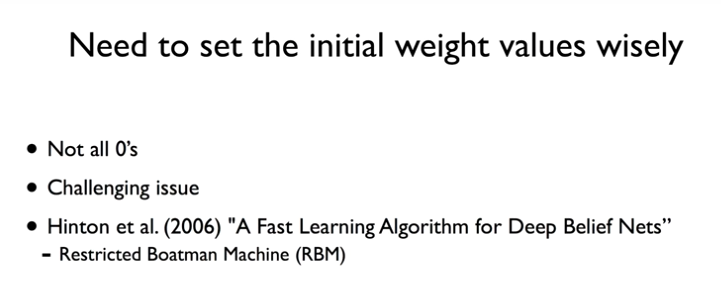 Need to set the initial weight values wisely
● Not all 0's
● Challenging issue
● Hinton et al. (2006) "A Fast Learning Algorithm for Deep Belief Nets”
- Restricted Boatman Machine (RBM)